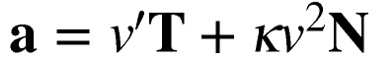 𝐚 = v′𝐓 + κv²𝐍